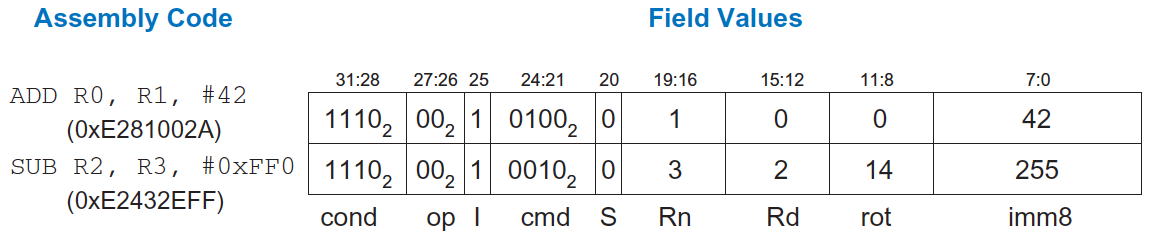 Assembly Code Field Values
31:28 27:26 25 24:21 20 19:16 15:12 11:8 7:0
ADD R0, R1, #42
(0xE281002A)
1110₂ 00₂ 1 0100₂ 0 1 0 0 42
SUB R2, R3, #0xFF0
(0xE2432EFF)
1110₂ 00₂ 1 0010₂ 0 3 2 14 255
cond op I cmd S Rn Rd rot imm8